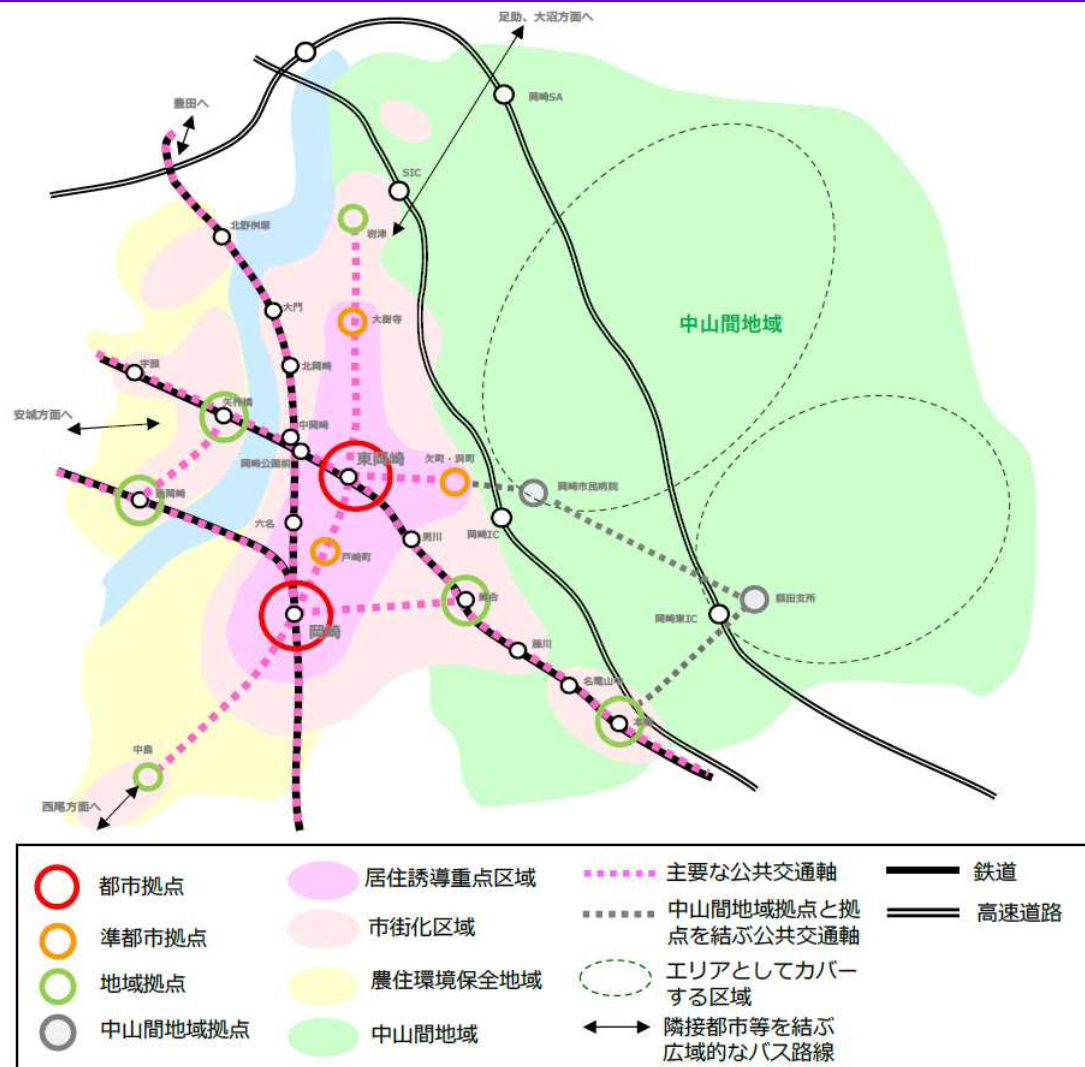 足助、大沼方面へ
豊田へ
岡崎SA
SIC
岩津
北野桝塚
大門
大樹寺
中山間地域
北岡崎
宇頭
矢作橋
安城方面へ
中岡崎
岡崎公園前
東岡崎
欠町・洞町
岡崎市民病院
西岡崎
六名
男川
岡崎IC
戸崎町
美合
額田支所
岡崎東IC
岡崎
藤川
名電山中
本宿
中島
西尾方面へ
都市拠点
準都市拠点
地域拠点
中山間地域拠点
居住誘導重点区域
市街化区域
農住環境保全地域
中山間地域
主要な公共交通軸
中山間地域拠点と拠
点を結ぶ公共交通軸
エリアとしてカバー
する区域
隣接都市等を結ぶ
広域的なバス路線
鉄道
高速道路